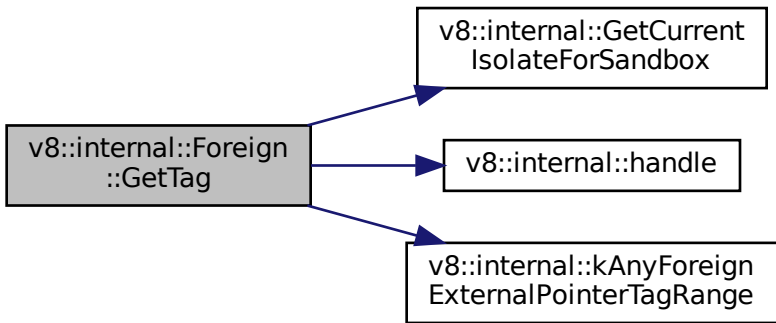 v8::internal::Foreign
::GetTag
v8::internal::GetCurrent
IsolateForSandbox
v8::internal::handle
v8::internal::kAnyForeign
ExternalPointerTagRange